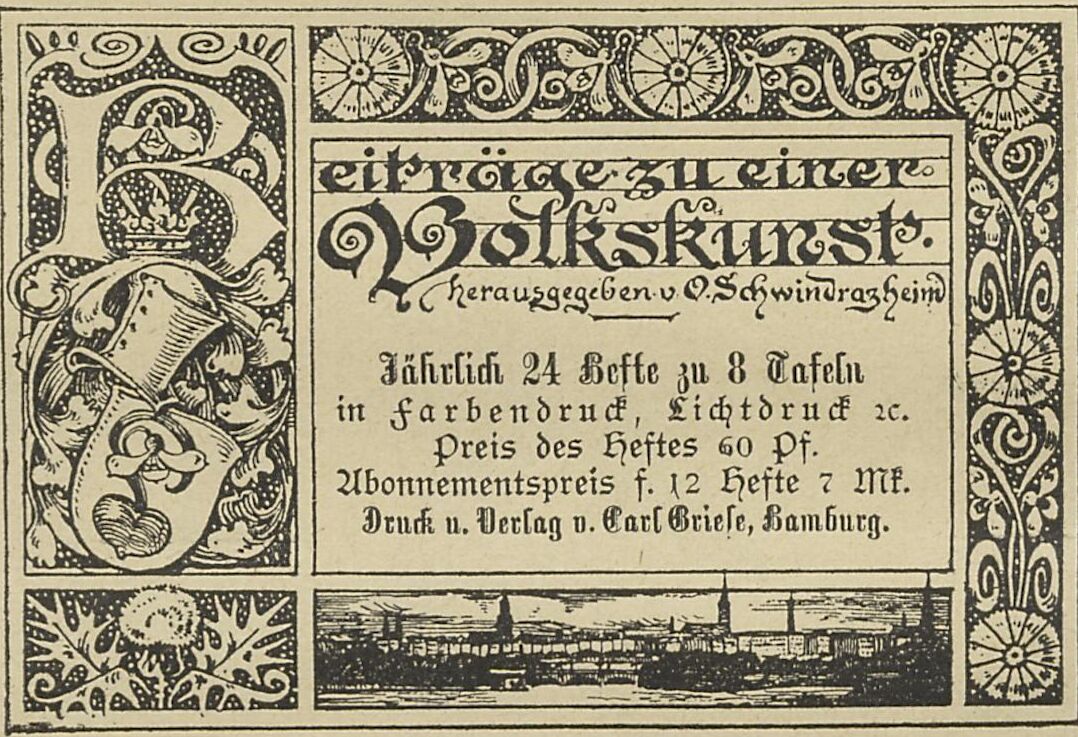 Beiträge zu einer
Volkskunst.
herausgegeben v. O. Schwindrazheim
Jährlich 24 Hefte zu 8 Tafeln
in Farbendruck, Lichtdruck ꝛc.
Preis des Heftes 60 Pf.
Abonnementspreis f. 12 Hefte 7 Mk.
Druck u. Verlag v. Carl Griese, Hamburg.